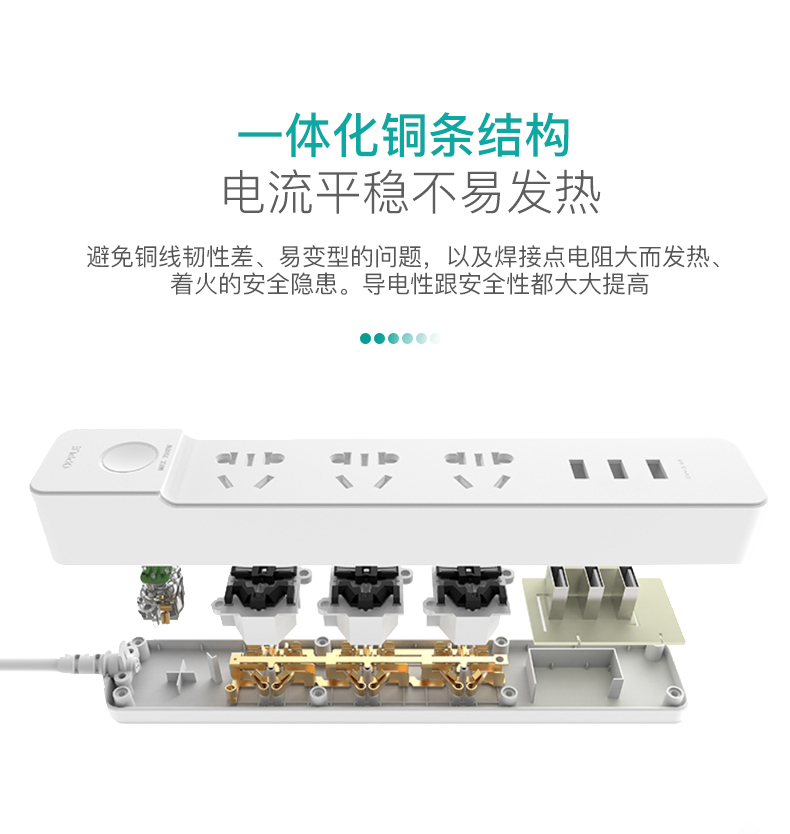 一体化铜条结构
电流平稳不易发热
避免铜线韧性差、易变型的问题，以及焊接点电阻大而发热、
着火的安全隐患。导电性跟安全性都大大提高